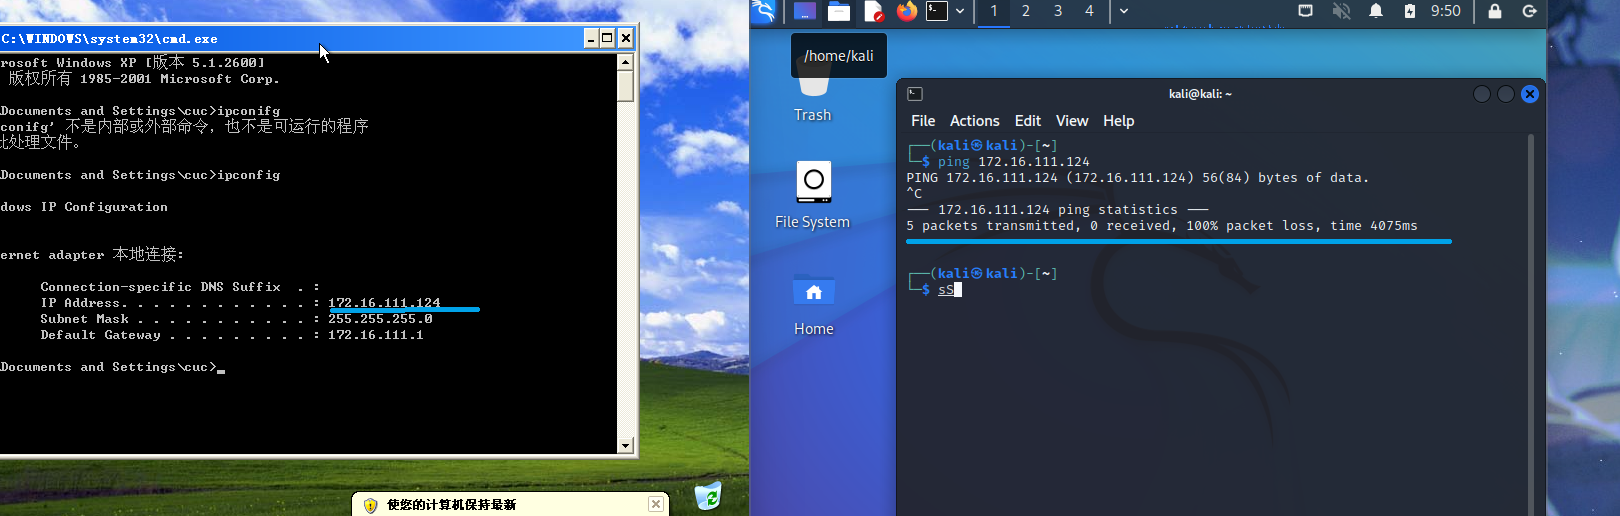 C:\WINDOWS\system32\cmd.exe
rosoft Windows XP [版本 5.1.2600]
版权所有 1985-2001 Microsoft Corp.
Documents and Settings\cuc>ipconifg
conifg' 不是内部或外部命令，也不是可运行的程序
批处理文件。
Documents and Settings\cuc>ipconfig
dows IP Configuration
ernet adapter 本地连接:
Connection-specific DNS Suffix  . :
IP Address. . . . . . . . . . . . : 172.16.111.124
Subnet Mask . . . . . . . . . . . : 255.255.255.0
Default Gateway . . . . . . . . . : 172.16.111.1
Documents and Settings\cuc>_
使您的计算机保持最新
1 2 3 4
9:50
/home/kali
Trash
File System
Home
kali@kali: ~
File Actions Edit View Help
┌──(kali㉿kali)-[~]
└─$ ping 172.16.111.124
PING 172.16.111.124 (172.16.111.124) 56(84) bytes of data.
^C
--- 172.16.111.124 ping statistics ---
5 packets transmitted, 0 received, 100% packet loss, time 4075ms
┌──(kali㉿kali)-[~]
└─$ sS